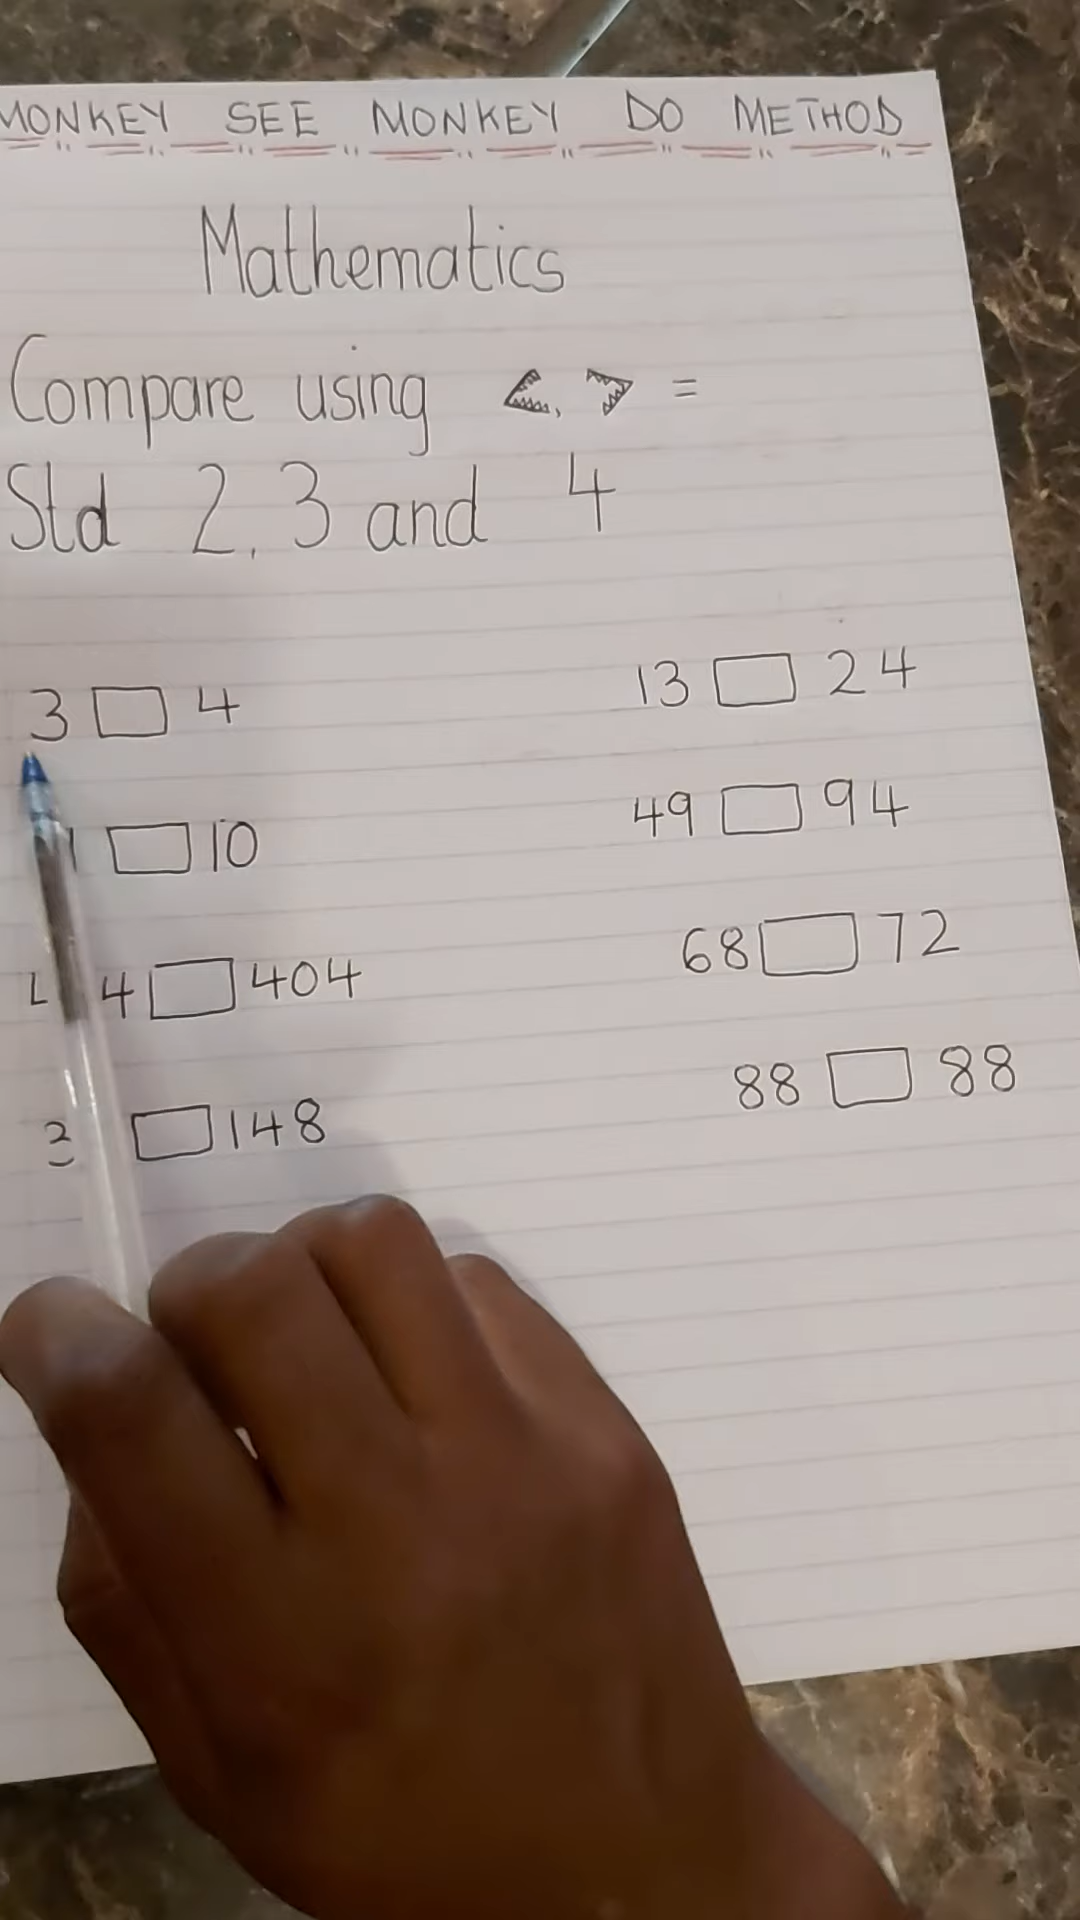 MONKEY SEE MONKEY DO METHOD
Mathematics
Compare using <, > =
Std 2, 3 and 4
3 □ 4
13 □ 24
□ 10
49 □ 94
4 □ 404
68 □ 72
□ 148
88 □ 88